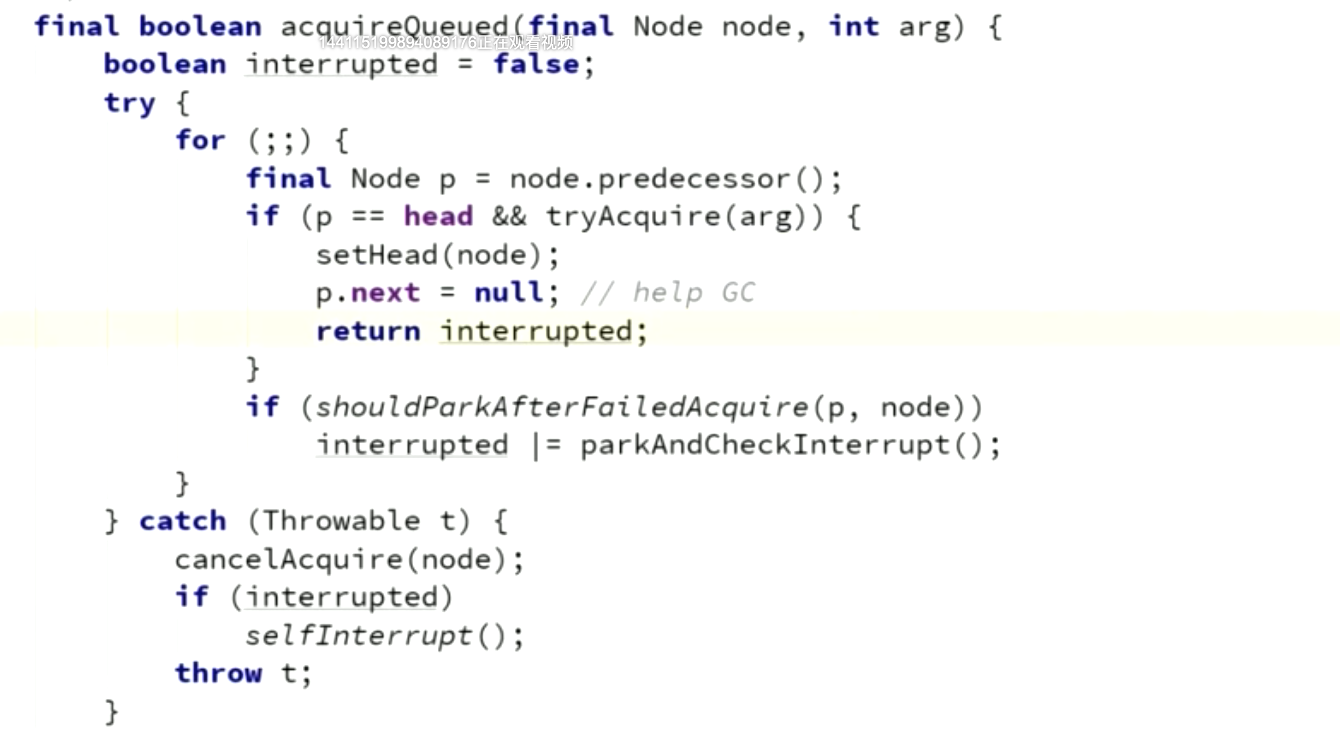 final boolean acquireQueued(final Node node, int arg) {
144115199894089176正在观看视频
boolean interrupted = false;
try {
for (;;) {
final Node p = node.predecessor();
if (p == head && tryAcquire(arg)) {
setHead(node);
p.next = null; // help GC
return interrupted;
}
if (shouldParkAfterFailedAcquire(p, node))
interrupted |= parkAndCheckInterrupt();
}
} catch (Throwable t) {
cancelAcquire(node);
if (interrupted)
selfInterrupt();
throw t;
}